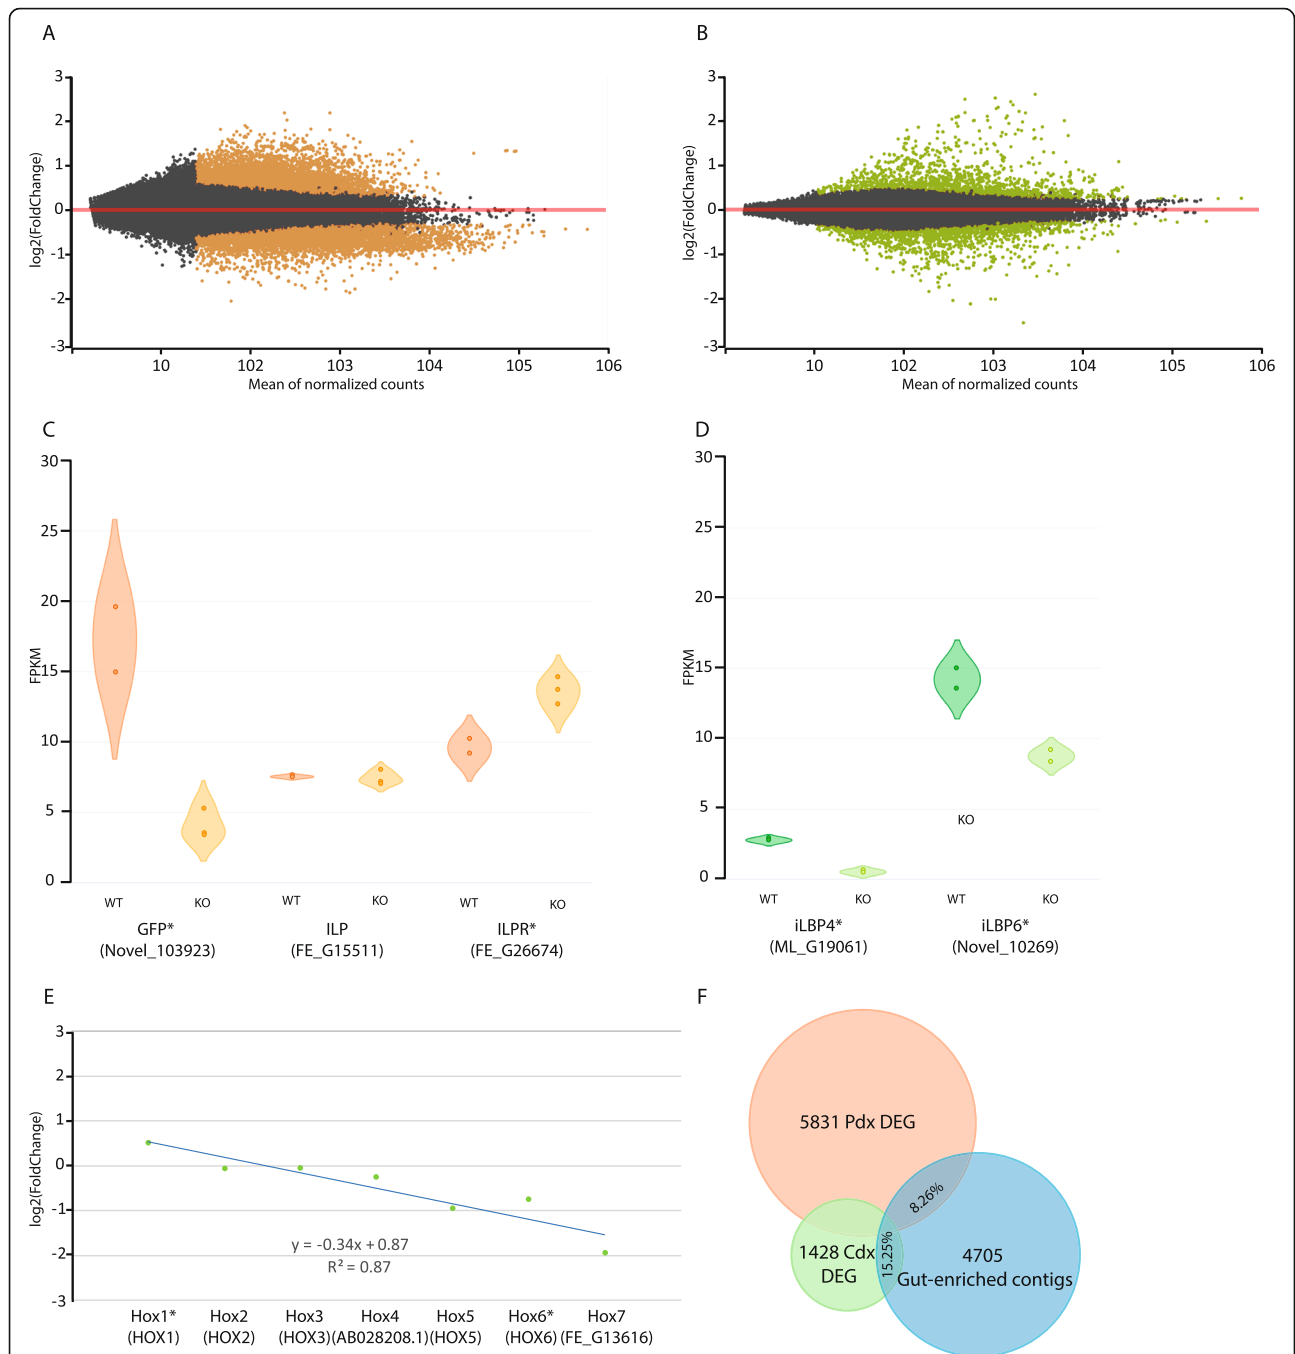 A
3
2
1
0
-1
-2
-3
log2(FoldChange)
10 102 103 104 105 106
Mean of normalized counts
B
3
2
1
0
-1
-2
-3
log2(FoldChange)
10 102 103 104 105 106
Mean of normalized counts
C
30
25
20
15
10
5
0
FPKM
WT KO WT KO WT KO
GFP* ILP ILPR*
(Novel_103923) (FE_G15511) (FE_G26674)
D
30
25
20
15
10
5
0
FPKM
KO
WT KO WT KO
iLBP4* iLBP6*
(ML_G19061) (Novel_10269)
E
3
2
1
0
-1
-2
-3
log2(FoldChange)
y = -0.34x + 0.87
R² = 0.87
Hox1* Hox2 Hox3 Hox4 Hox5 Hox6* Hox7
(HOX1) (HOX2) (HOX3) (AB028208.1) (HOX5) (HOX6) (FE_G13616)
F
5831 Pdx DEG
8.26%
1428 Cdx
DEG
15.25%
4705
Gut-enriched contigs